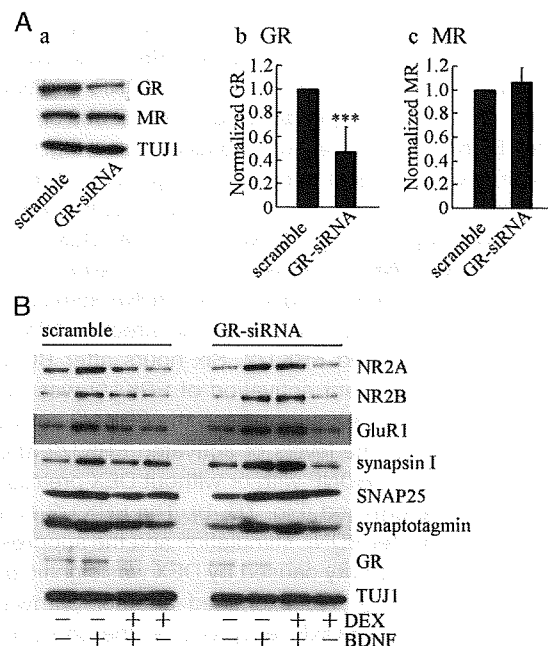 A
a
GR
MR
TUJ1
scramble
GR-siRNA
b GR
Normalized GR
1.2
1.0
0.8
0.6
0.4
0.2
0
***
scramble
GR-siRNA
c MR
Normalized MR
1.2
1.0
0.8
0.6
0.4
0.2
0
scramble
GR-siRNA
B
scramble
GR-siRNA
NR2A
NR2B
GluR1
synapsin I
SNAP25
synaptotagmin
GR
TUJ1
− − + + − − + + DEX
− + + − − + + − BDNF